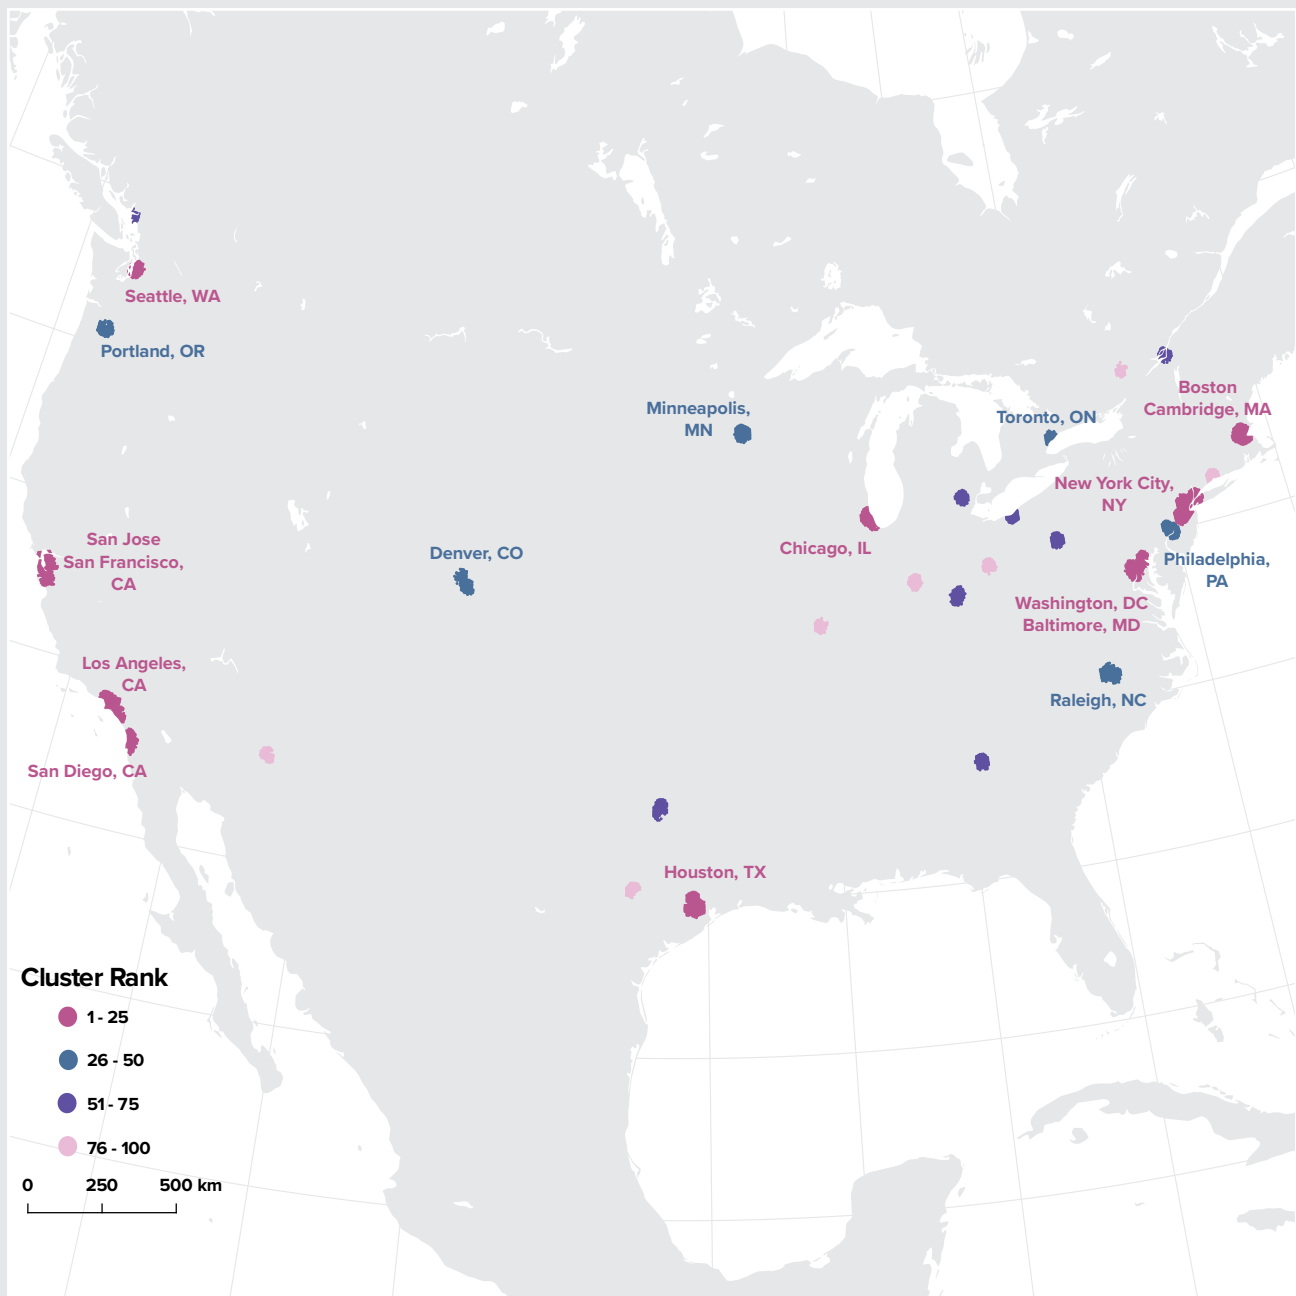 Seattle, WA
Portland, OR
Minneapolis,
MN
Toronto, ON
Boston
Cambridge, MA
New York City,
NY
San Jose
San Francisco,
CA
Denver, CO
Chicago, IL
Philadelphia,
PA
Washington, DC
Baltimore, MD
Los Angeles,
CA
Raleigh, NC
San Diego, CA
Houston, TX
Cluster Rank
1 - 25
26 - 50
51 - 75
76 - 100
0 250 500 km